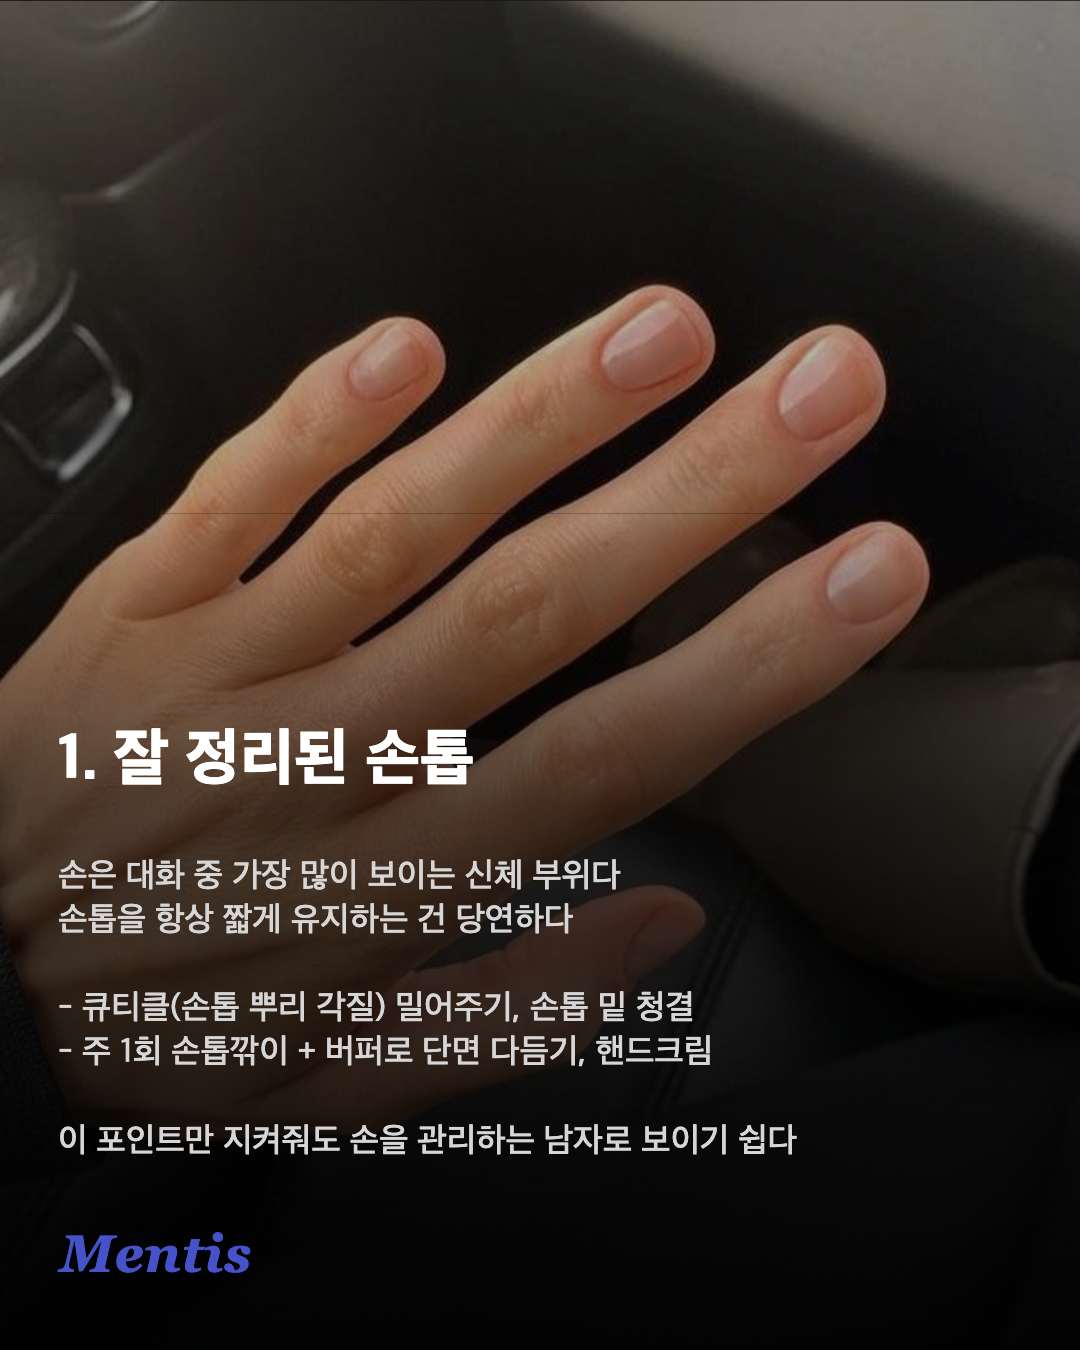 1. 잘 정리된 손톱
손은 대화 중 가장 많이 보이는 신체 부위다
손톱을 항상 짧게 유지하는 건 당연하다
- 큐티클(손톱 뿌리 각질) 밀어주기, 손톱 밑 청결
- 주 1회 손톱깎이 + 버퍼로 단면 다듬기, 핸드크림
이 포인트만 지켜줘도 손을 관리하는 남자로 보이기 쉽다
Mentis